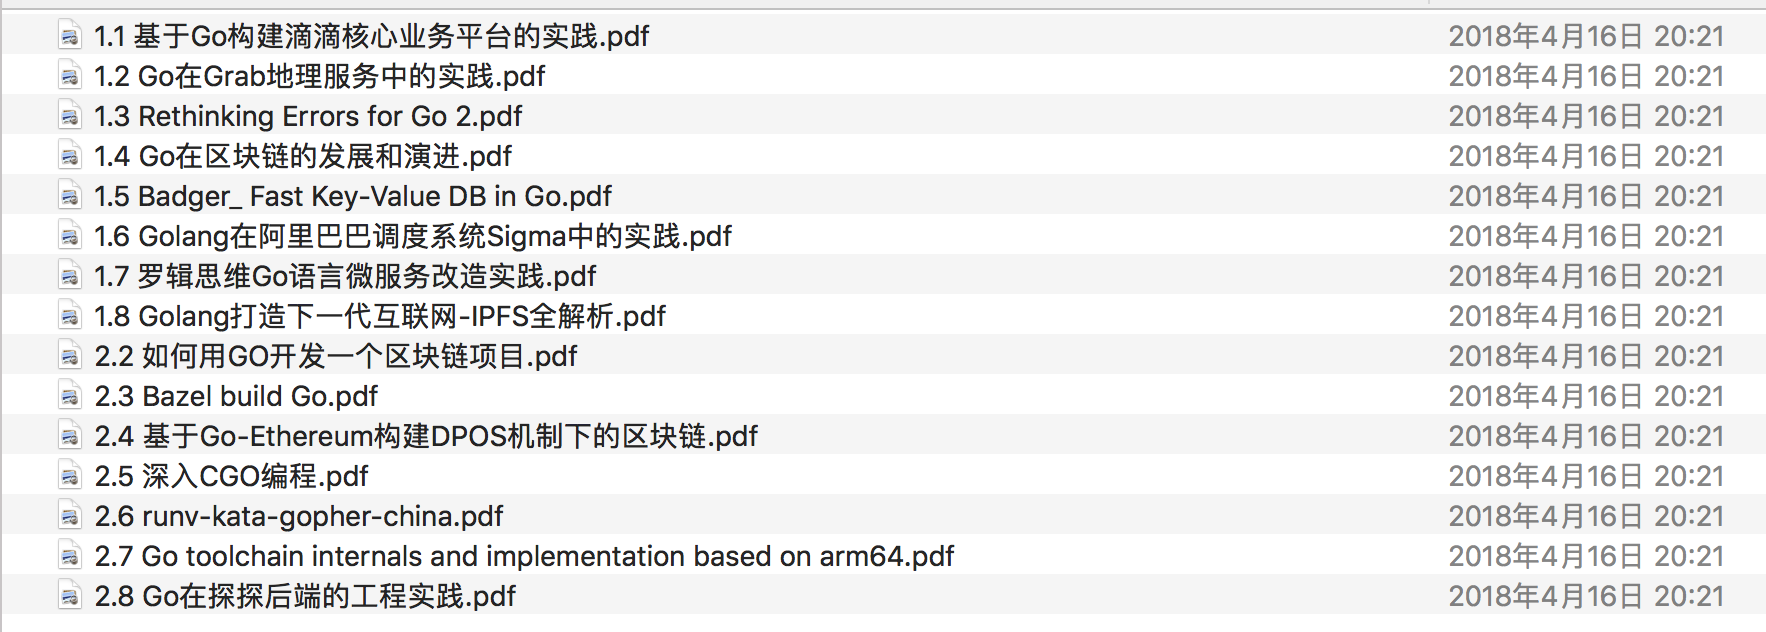 1.1 基于Go构建滴滴核心业务平台的实践.pdf 2018年4月16日 20:21
1.2 Go在Grab地理服务中的实践.pdf 2018年4月16日 20:21
1.3 Rethinking Errors for Go 2.pdf 2018年4月16日 20:21
1.4 Go在区块链的发展和演进.pdf 2018年4月16日 20:21
1.5 Badger_ Fast Key-Value DB in Go.pdf 2018年4月16日 20:21
1.6 Golang在阿里巴巴调度系统Sigma中的实践.pdf 2018年4月16日 20:21
1.7 罗辑思维Go语言微服务改造实践.pdf 2018年4月16日 20:21
1.8 Golang打造下一代互联网-IPFS全解析.pdf 2018年4月16日 20:21
2.2 如何用GO开发一个区块链项目.pdf 2018年4月16日 20:21
2.3 Bazel build Go.pdf 2018年4月16日 20:21
2.4 基于Go-Ethereum构建DPOS机制下的区块链.pdf 2018年4月16日 20:21
2.5 深入CGO编程.pdf 2018年4月16日 20:21
2.6 runv-kata-gopher-china.pdf 2018年4月16日 20:21
2.7 Go toolchain internals and implementation based on arm64.pdf 2018年4月16日 20:21
2.8 Go在探探后端的工程实践.pdf 2018年4月16日 20:21